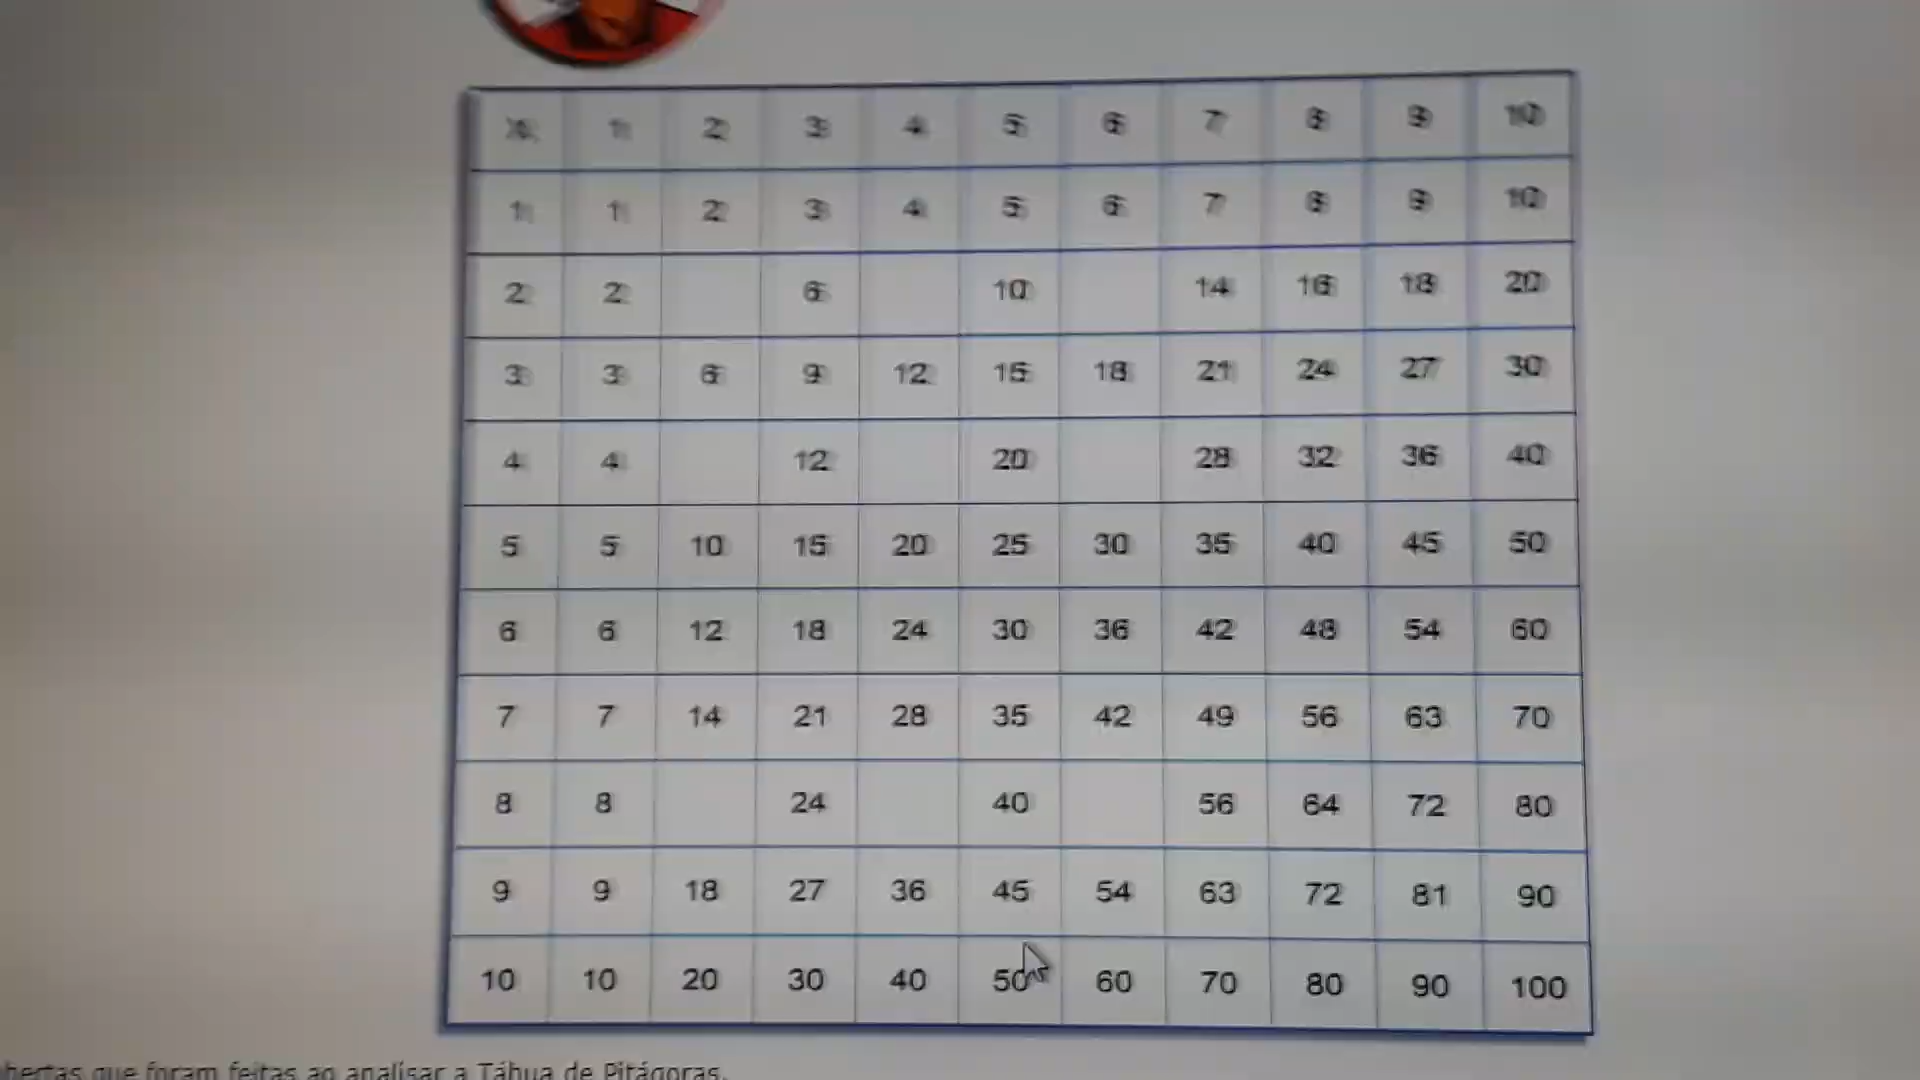 X 1 2 3 4 5 6 7 8 9 10
1 1 2 3 4 5 6 7 8 9 10
2 2 6 10 14 16 18 20
3 3 6 9 12 15 18 21 24 27 30
4 4 12 20 28 32 36 40
5 5 10 15 20 25 30 35 40 45 50
6 6 12 18 24 30 36 42 48 54 60
7 7 14 21 28 35 42 49 56 63 70
8 8 24 40 56 64 72 80
9 9 18 27 36 45 54 63 72 81 90
10 10 20 30 40 50 60 70 80 90 100
que foram feitas ao analisar a Tábua de Pitágoras.